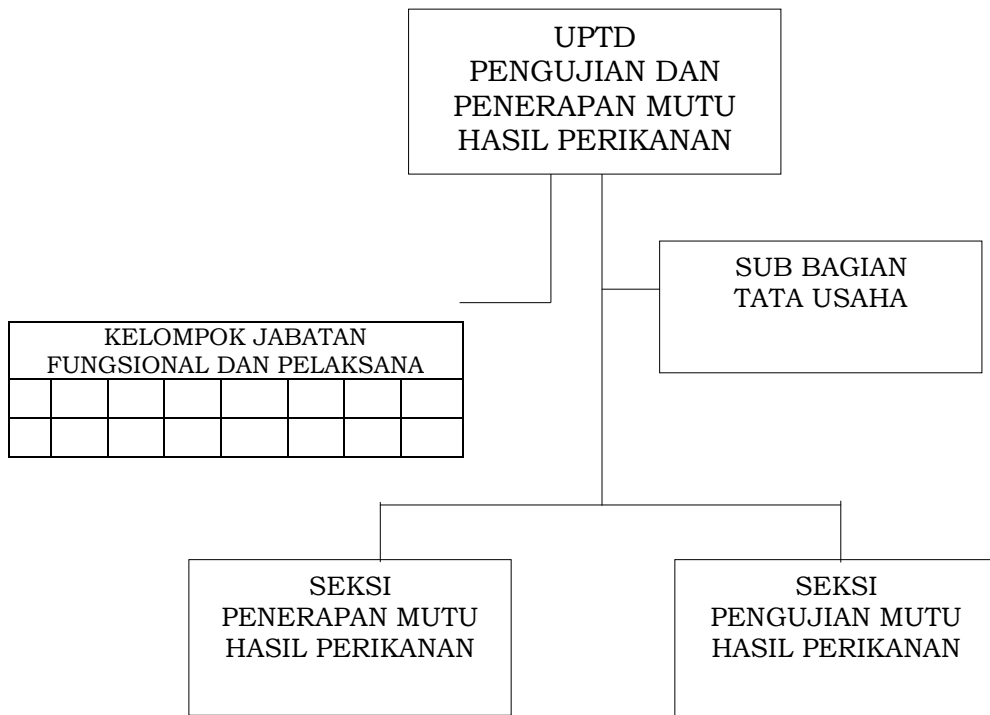 UPTD
PENGUJIAN DAN
PENERAPAN MUTU
HASIL PERIKANAN
SUB BAGIAN
TATA USAHA
KELOMPOK JABATAN
FUNGSIONAL DAN PELAKSANA
SEKSI
PENERAPAN MUTU
HASIL PERIKANAN
SEKSI
PENGUJIAN MUTU
HASIL PERIKANAN